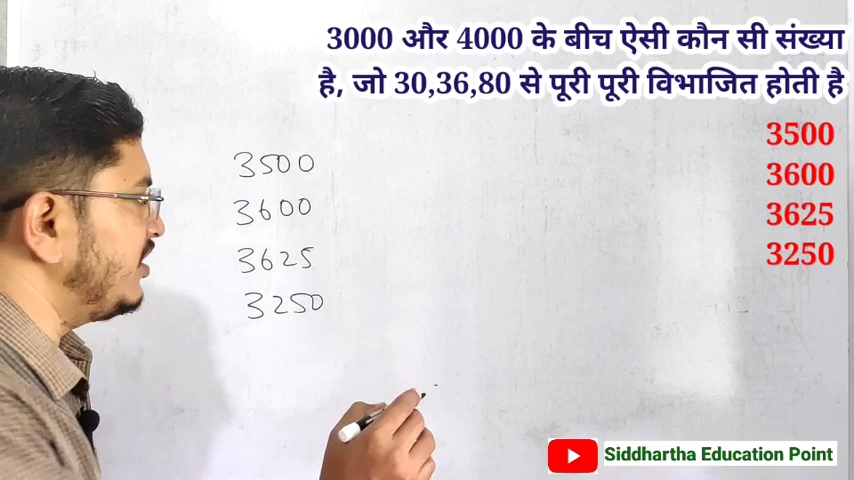 3000 और 4000 के बीच ऐसी कौन सी संख्या
है, जो 30,36,80 से पूरी पूरी विभाजित होती है
3500
3600
3625
3250
3500
3600
3625
3250
Siddhartha Education Point